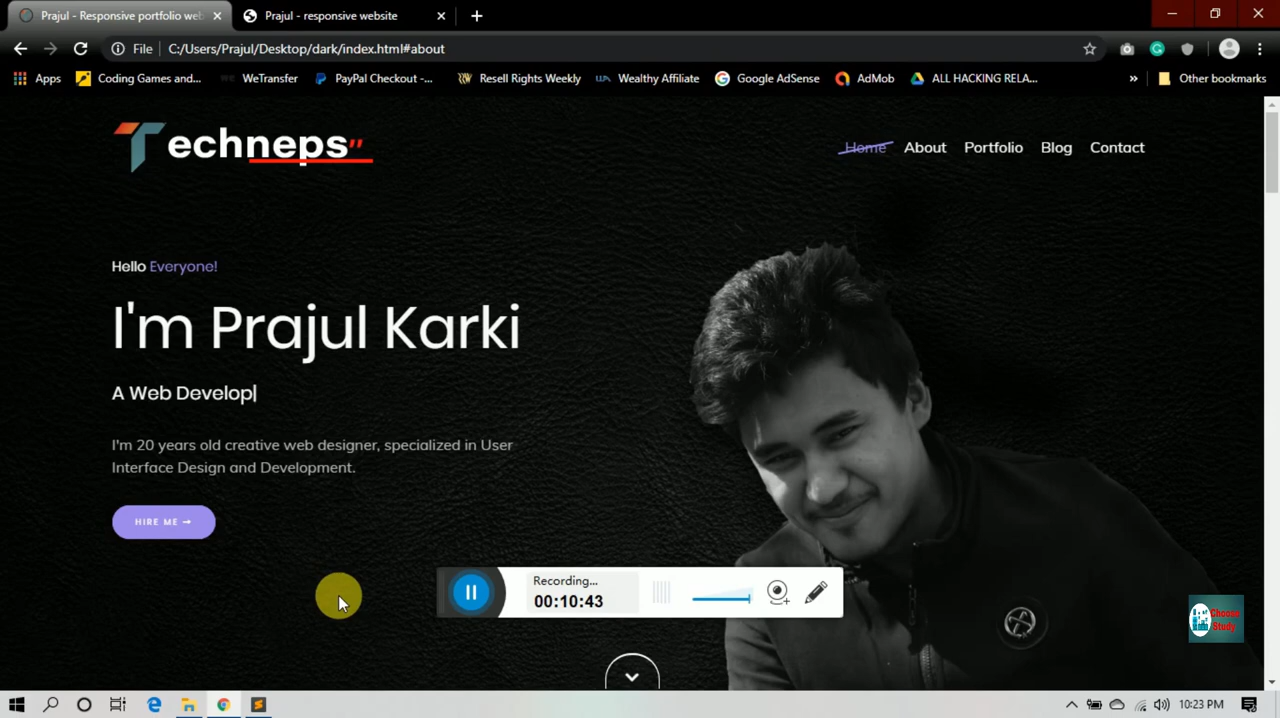 Prajul - Responsive portfolio web
Prajul - responsive website
File
C:/Users/Prajul/Desktop/dark/index.html#about
Apps
Coding Games and...
WeTransfer
PayPal Checkout -...
Resell Rights Weekly
Wealthy Affiliate
Google AdSense
AdMob
ALL HACKING RELA...
»
Other bookmarks
Techneps"
Home
About
Portfolio
Blog
Contact
Hello Everyone!
I'm Prajul Karki
A Web Develop|
I'm 20 years old creative web designer, specialized in User
Interface Design and Development.
HIRE ME
Recording...
00:10:43
Choose
Study
10:23 PM